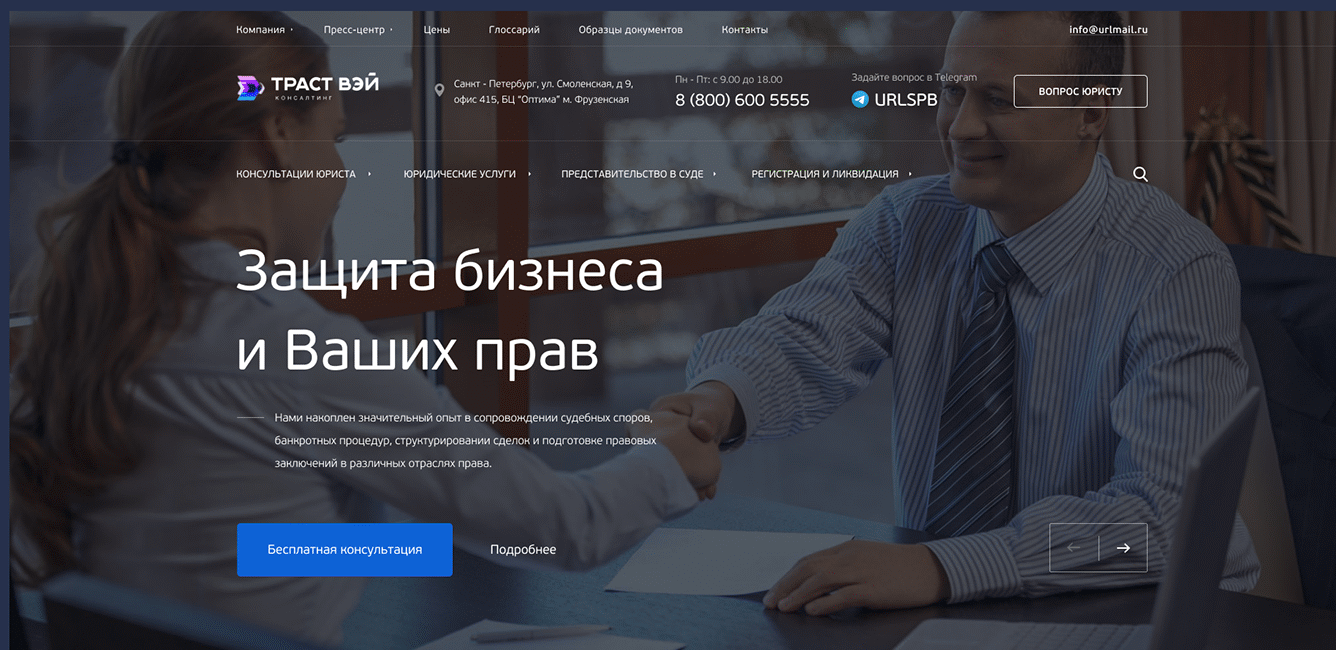 Компания Пресс-центр Цены Глоссарий Образцы документов Контакты info@urlmail.ru
ТРАСТ ВЭЙ
КОНСАЛТИНГ
Санкт - Петербург, ул. Смоленская, д 9,
офис 415, БЦ "Оптима" м. Фрузенская
Пн - Пт: с 9.00 до 18.00
8 (800) 600 5555
Задайте вопрос в Telegram
URLSPB
ВОПРОС ЮРИСТУ
КОНСУЛЬТАЦИИ ЮРИСТА ЮРИДИЧЕСКИЕ УСЛУГИ ПРЕДСТАВИТЕЛЬСТВО В СУДЕ РЕГИСТРАЦИЯ И ЛИКВИДАЦИЯ
Защита бизнеса
и Ваших прав
Нами накоплен значительный опыт в сопровождении судебных споров,
банкротных процедур, структурировании сделок и подготовке правовых
заключений в различных отраслях права.
Бесплатная консультация Подробнее